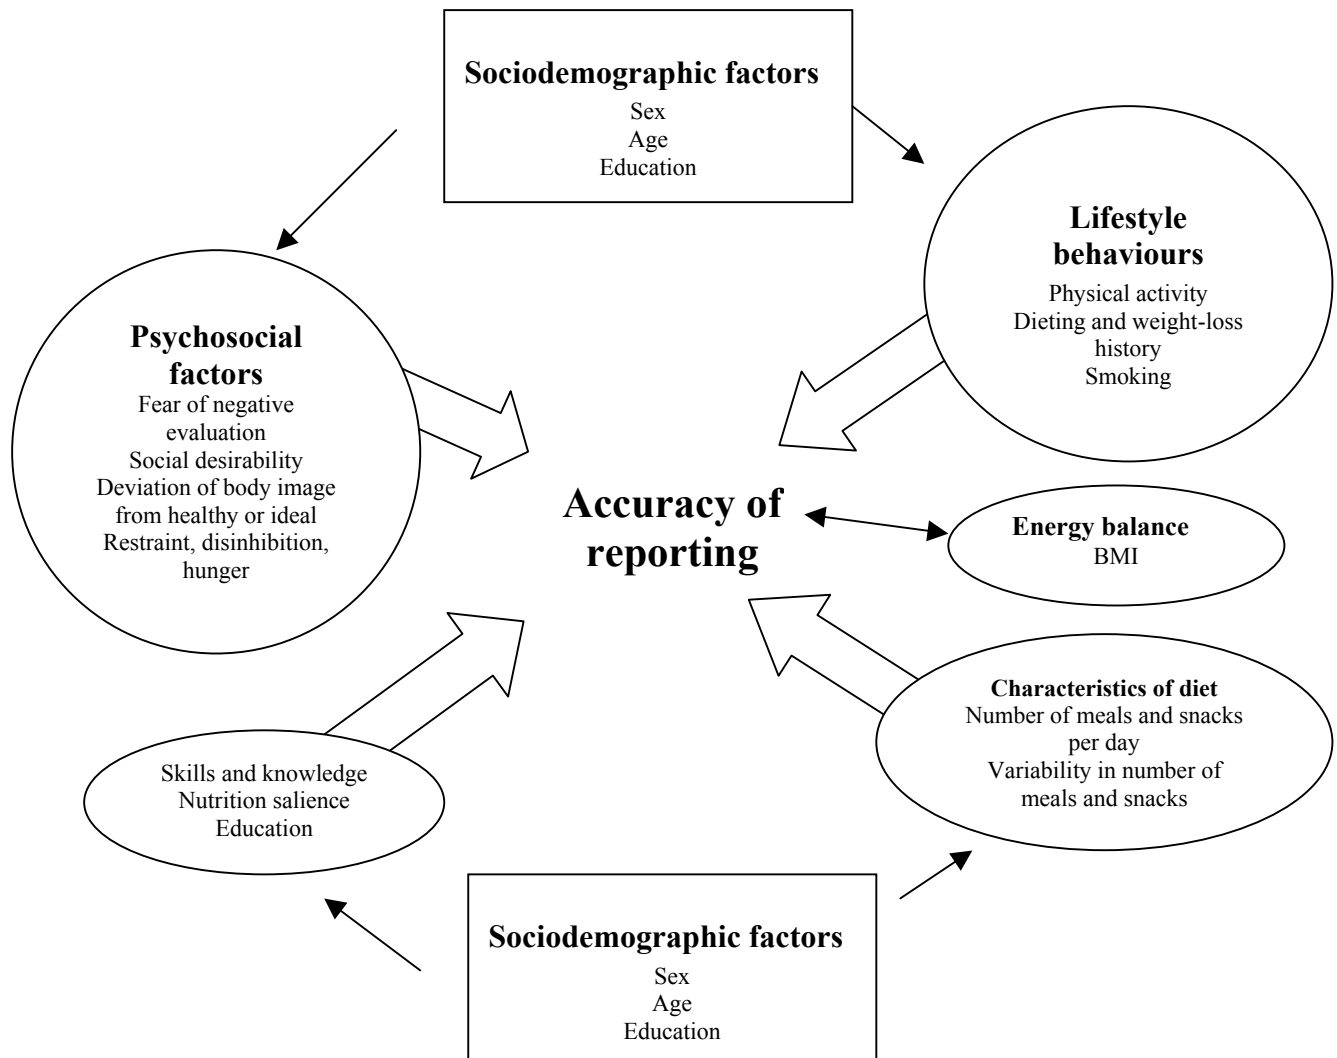 Sociodemographic factors
Sex
Age
Education
Lifestyle
behaviours
Physical activity
Dieting and weight-loss
history
Smoking
Psychosocial
factors
Fear of negative
evaluation
Social desirability
Deviation of body image
from healthy or ideal
Restraint, disinhibition,
hunger
Accuracy of
reporting
Energy balance
BMI
Characteristics of diet
Number of meals and snacks
per day
Variability in number of
meals and snacks
Skills and knowledge
Nutrition salience
Education
Sociodemographic factors
Sex
Age
Education